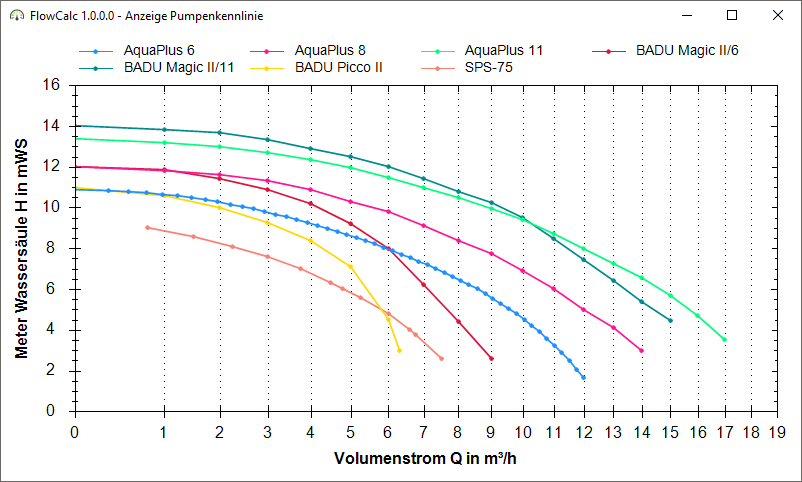 FlowCalc 1.0.0.0 - Anzeige Pumpenkennlinie
AquaPlus 6 AquaPlus 8 AquaPlus 11 BADU Magic II/6
BADU Magic II/11 BADU Picco II SPS-75
Meter Wassersäule H in mWS
16
14
12
10
8
6
4
2
0
0 1 2 3 4 5 6 7 8 9 10 11 12 13 14 15 16 17 18 19
Volumenstrom Q in m³/h